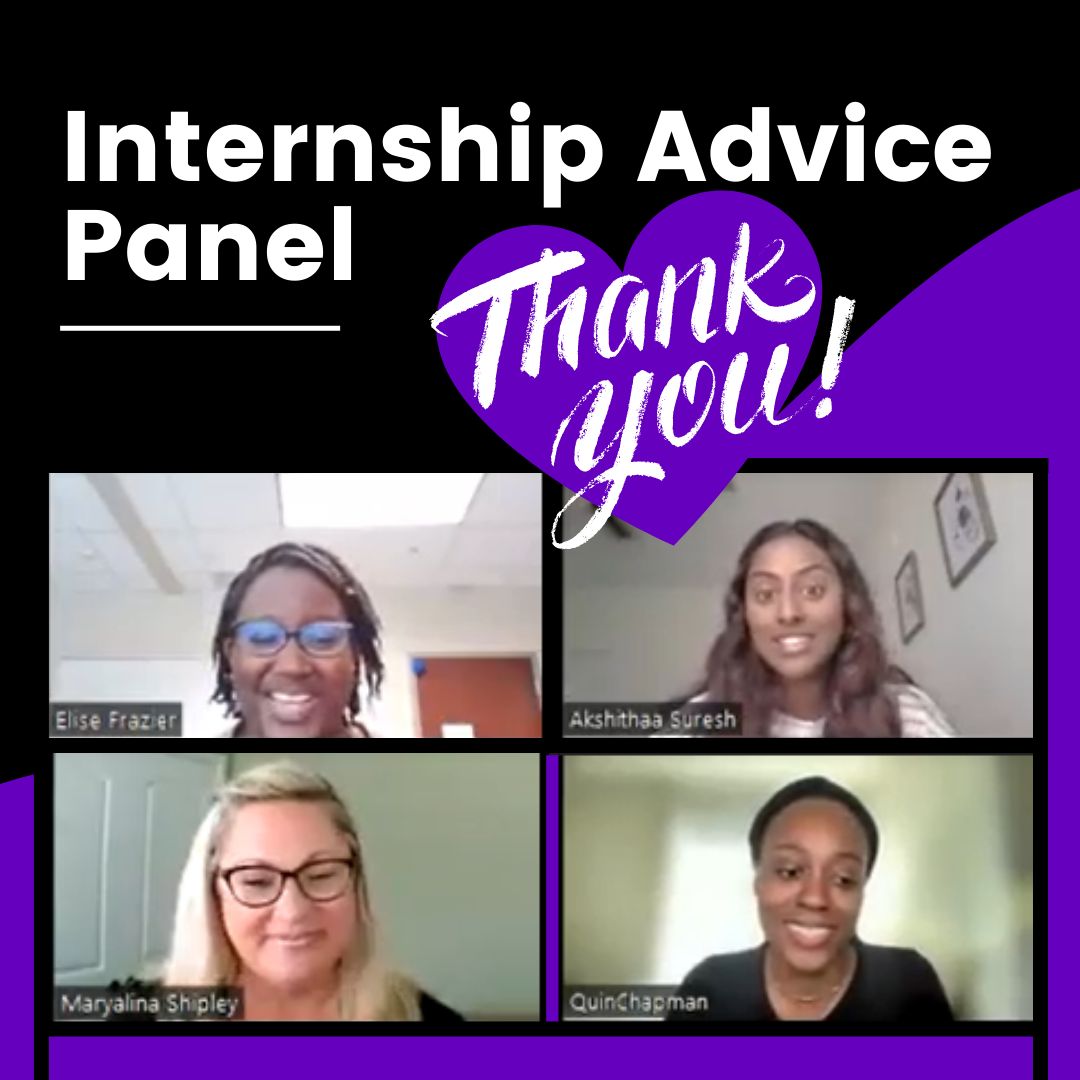 Internship Advice
Panel
Thank
you!
Elise Frazier
Akshithaa Suresh
Maryalina Shipley
QuinChapman